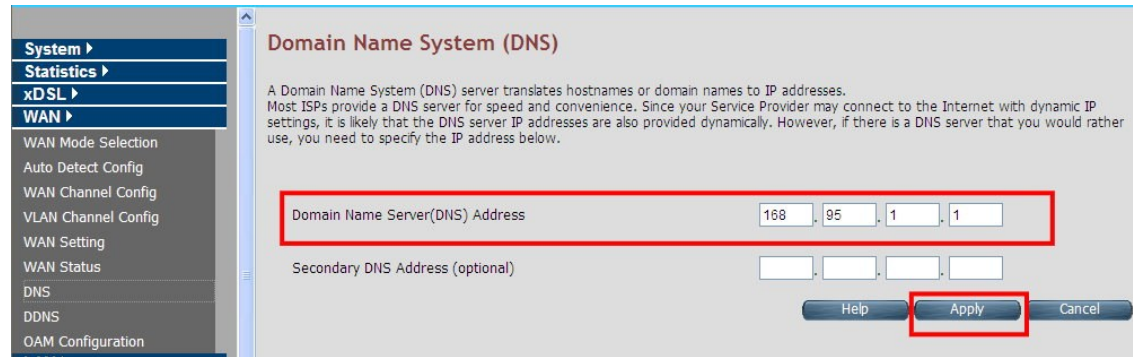 System
Statistics
xDSL
WAN
WAN Mode Selection
Auto Detect Config
WAN Channel Config
VLAN Channel Config
WAN Setting
WAN Status
DNS
DDNS
OAM Configuration
Domain Name System (DNS)
A Domain Name System (DNS) server translates hostnames or domain names to IP addresses.
Most ISPs provide a DNS server for speed and convenience. Since your Service Provider may connect to the Internet with dynamic IP
settings, it is likely that the DNS server IP addresses are also provided dynamically. However, if there is a DNS server that you would rather
use, you need to specify the IP address below.
Domain Name Server(DNS) Address 168 . 95 . 1 . 1
Secondary DNS Address (optional) . . .
Help Apply Cancel